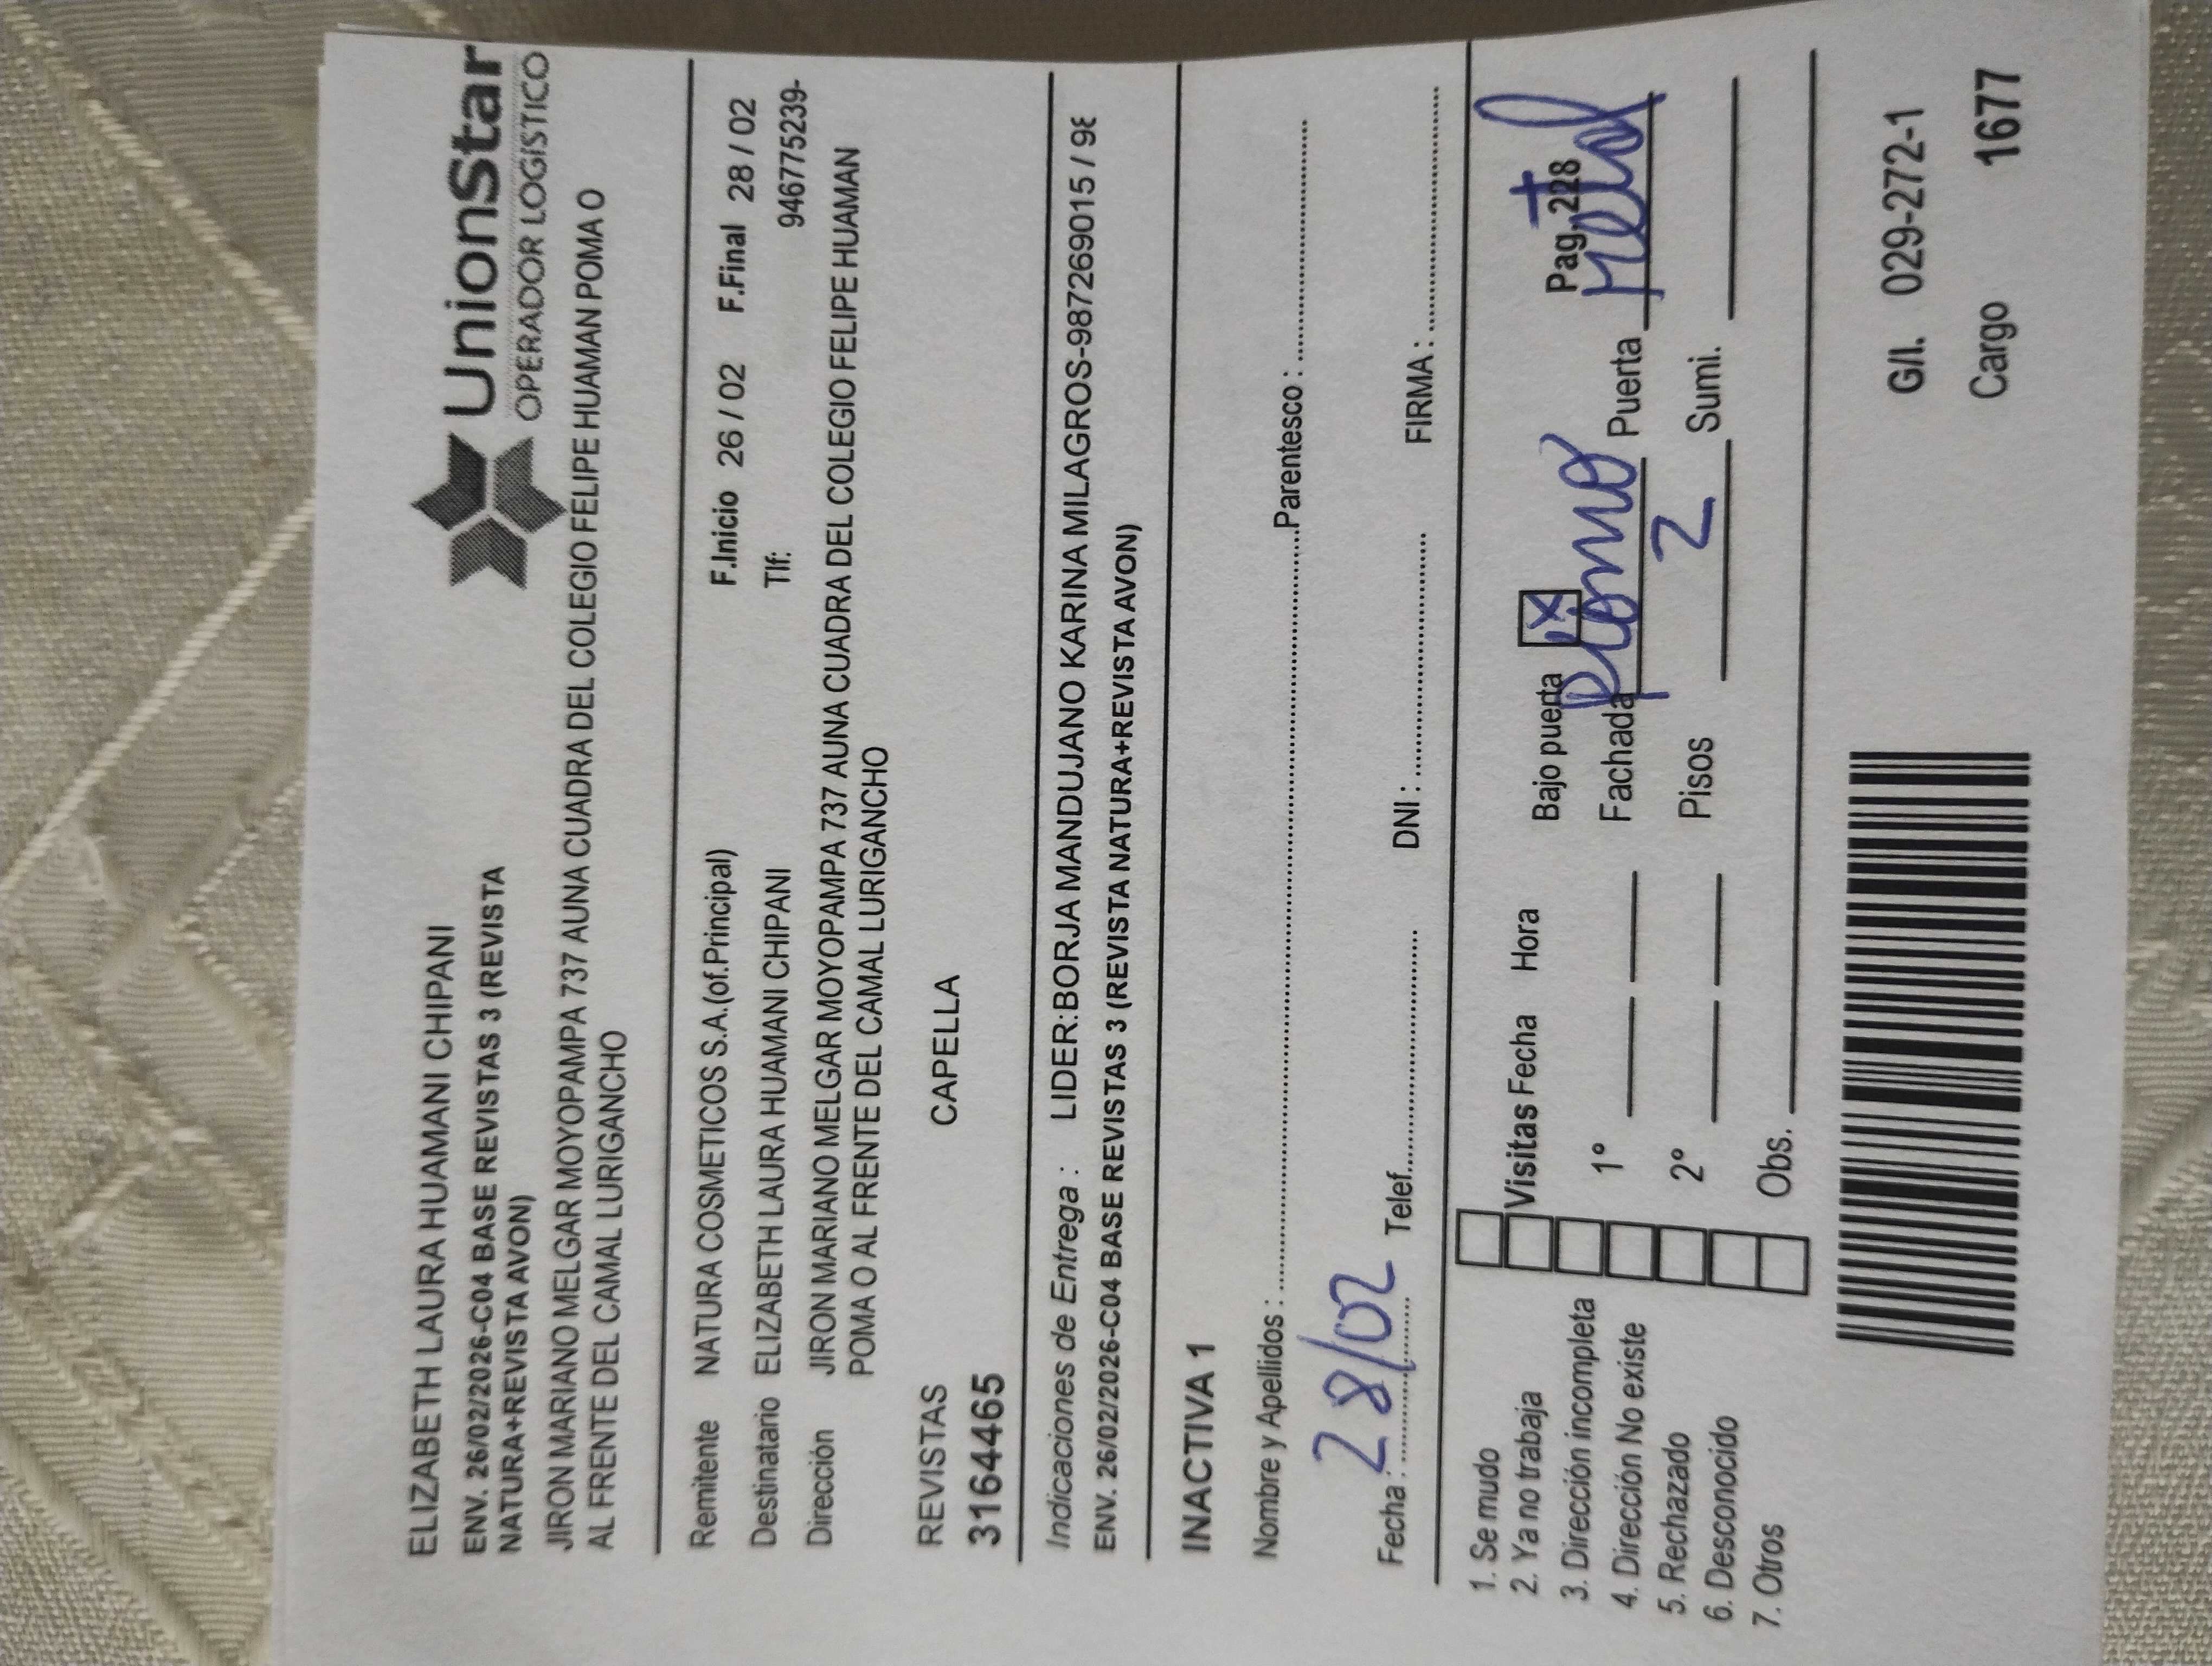 UnionStar
OPERADOR LOGISTICO
ELIZABETH LAURA HUAMANI CHIPANI
ENV. 26/02/2026-C04 BASE REVISTAS 3 (REVISTA
NATURA+REVISTA AVON)
JIRON MARIANO MELGAR MOYOPAMPA 737 AUNA CUADRA DEL COLEGIO FELIPE HUAMAN POMA O
AL FRENTE DEL CAMAL LURIGANCHO
Remitente NATURA COSMETICOS S.A.(of.Principal) F.Inicio 26 / 02 F.Final 28 / 02
Destinatario ELIZABETH LAURA HUAMANI CHIPANI Tlf: 946775239-
Dirección JIRON MARIANO MELGAR MOYOPAMPA 737 AUNA CUADRA DEL COLEGIO FELIPE HUAMAN
POMA O AL FRENTE DEL CAMAL LURIGANCHO
REVISTAS CAPELLA
3164465
Indicaciones de Entrega : LIDER:BORJA MANDUJANO KARINA MILAGROS-987269015 / 98
ENV. 26/02/2026-C04 BASE REVISTAS 3 (REVISTA NATURA+REVISTA AVON)
INACTIVA 1
Nombre y Apellidos : Parentesco :
Fecha : 28/02 Telef. DNI : FIRMA :
1. Se mudo
2. Ya no trabaja
3. Dirección incompleta
4. Dirección No existe
5. Rechazado
6. Desconocido
7. Otros
Visitas Fecha Hora
1°
2°
Obs.
Bajo puerta X Pag.228
Fachada Plomo Puerta Metal
Pisos 2 Sumi.
G/I. 029-272-1
Cargo 1677